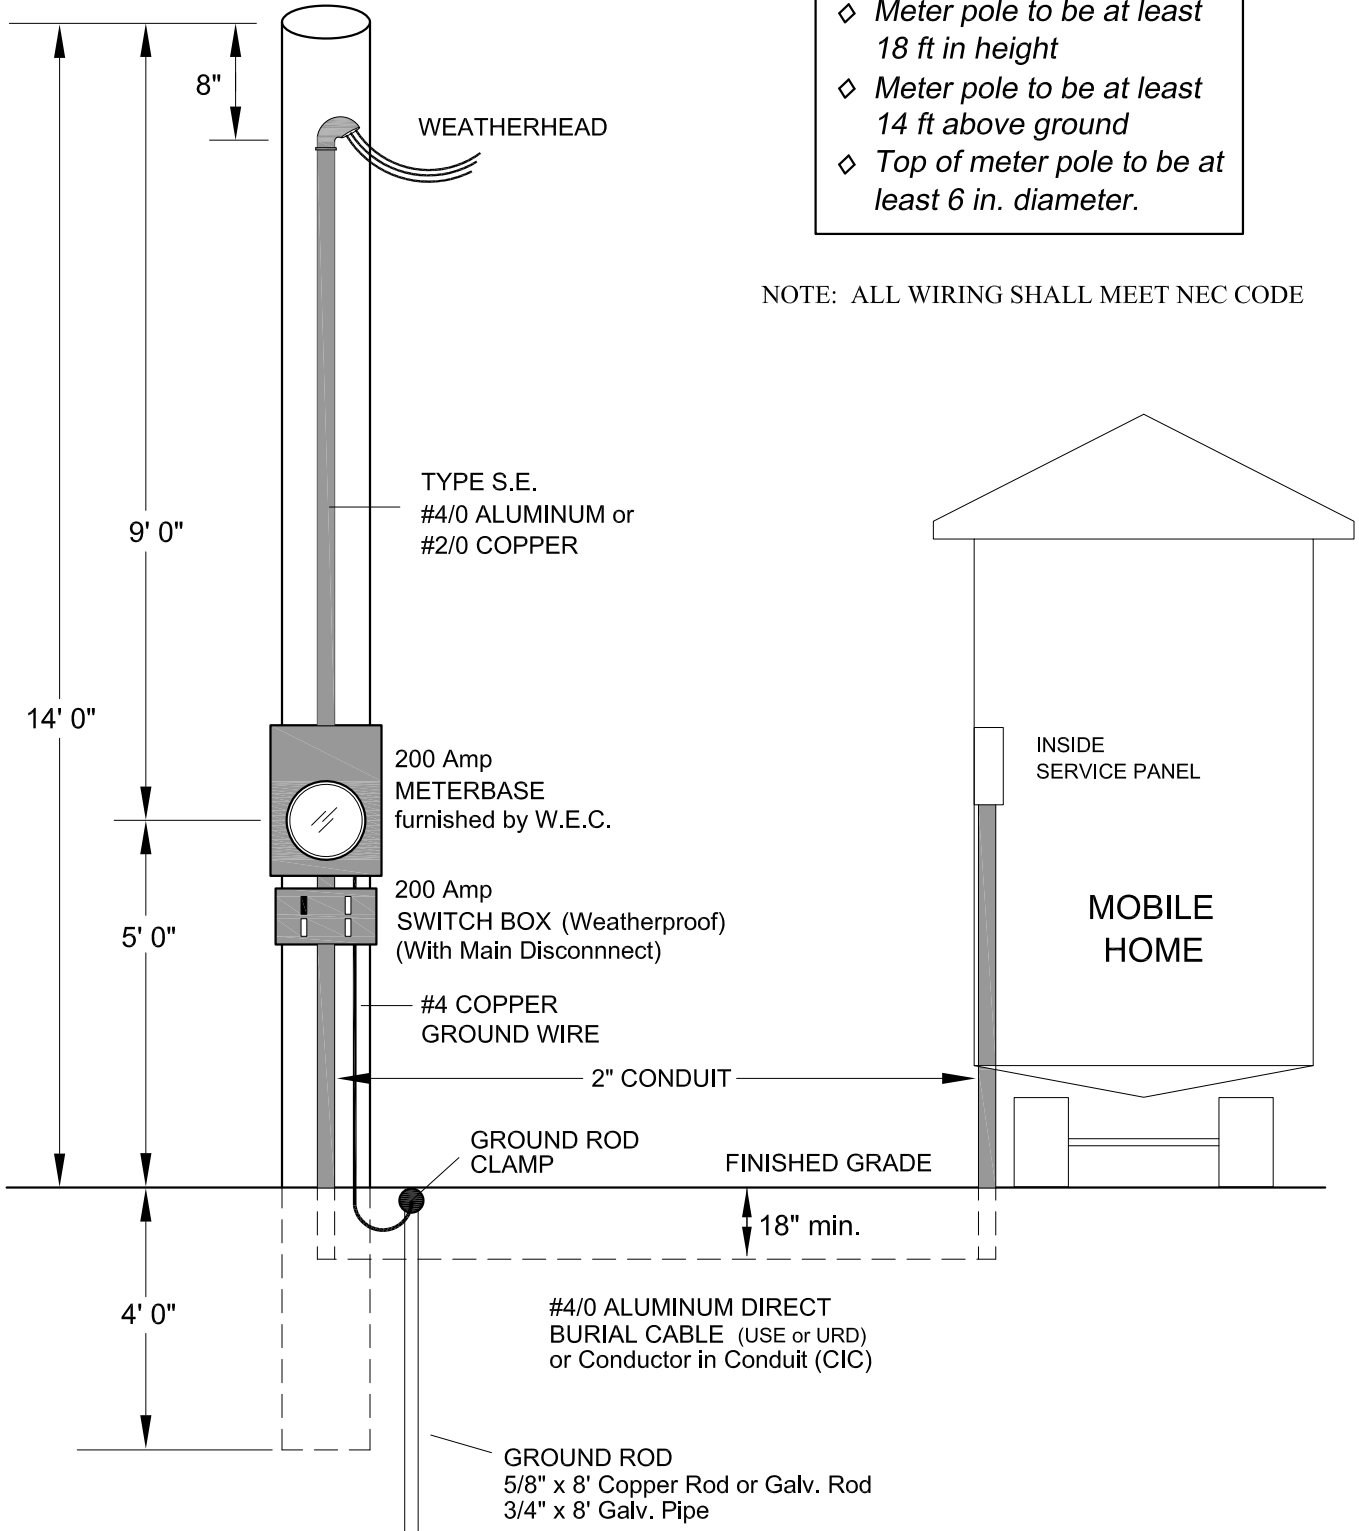 ◇ Meter pole to be at least
18 ft in height
◇ Meter pole to be at least
14 ft above ground
◇ Top of meter pole to be at
least 6 in. diameter.
NOTE: ALL WIRING SHALL MEET NEC CODE
8"
WEATHERHEAD
TYPE S.E.
#4/0 ALUMINUM or
#2/0 COPPER
9' 0"
14' 0"
200 Amp
METERBASE
furnished by W.E.C.
INSIDE
SERVICE PANEL
200 Amp
SWITCH BOX (Weatherproof)
(With Main Disconnnect)
5' 0"
MOBILE
HOME
#4 COPPER
GROUND WIRE
2" CONDUIT
GROUND ROD
CLAMP
FINISHED GRADE
18" min.
4' 0"
#4/0 ALUMINUM DIRECT
BURIAL CABLE (USE or URD)
or Conductor in Conduit (CIC)
GROUND ROD
5/8" x 8' Copper Rod or Galv. Rod
3/4" x 8' Galv. Pipe